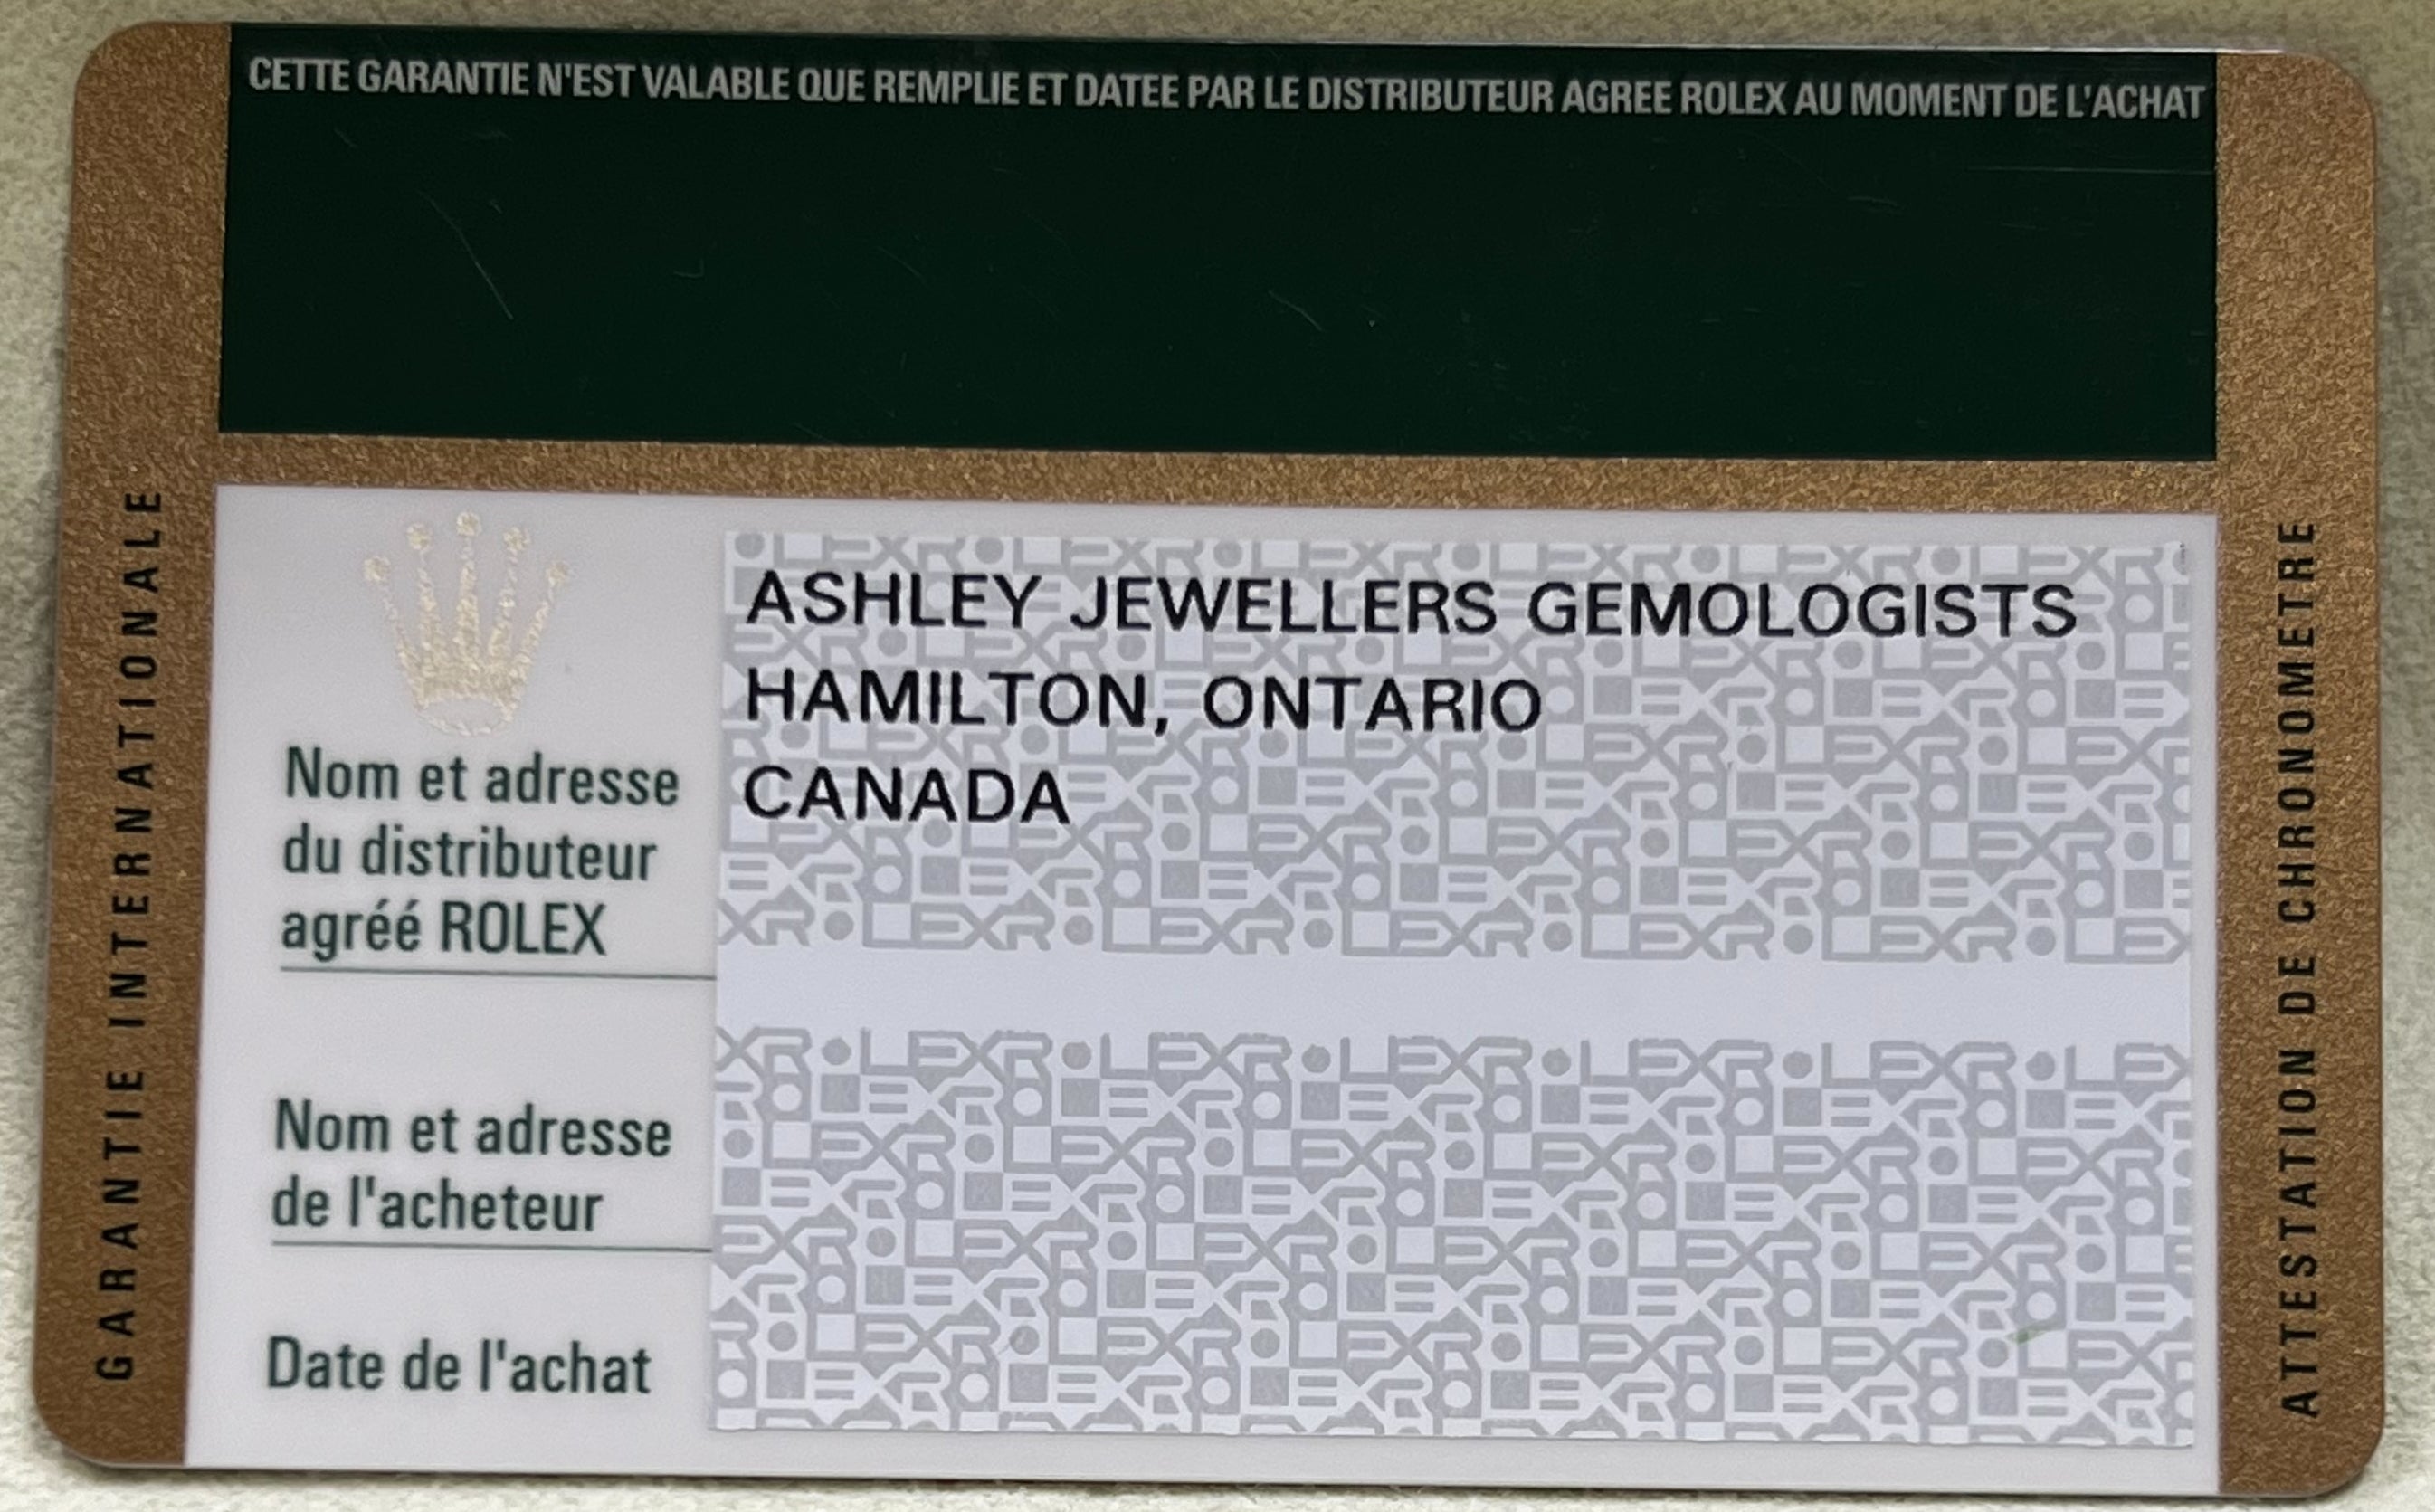 CETTE GARANTIE N'EST VALABLE QUE REMPLIE ET DATEE PAR LE DISTRIBUTEUR AGREE ROLEX AU MOMENT DE L'ACHAT
GARANTIE INTERNATIONALE
ASHLEY JEWELLERS GEMOLOGISTS
HAMILTON, ONTARIO
CANADA
Nom et adresse
du distributeur
agréé ROLEX
Nom et adresse
de l'acheteur
Date de l'achat
ATTESTATION DE CHRONOMETRE